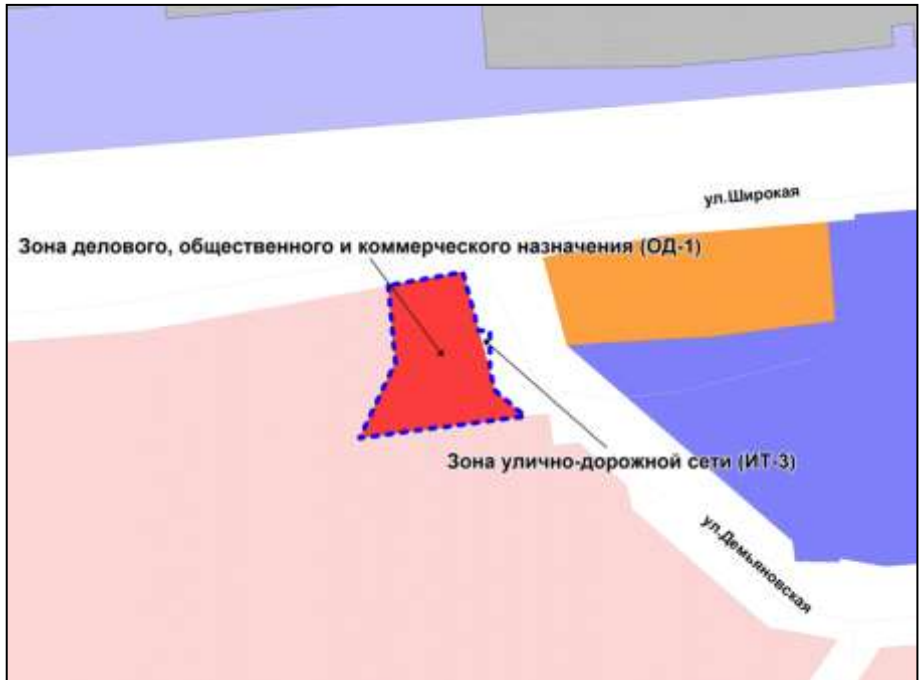 ул.Широкая
Зона делового, общественного и коммерческого назначения (ОД-1)
Зона улично-дорожной сети (ИТ-3)
ул.Демьяновская